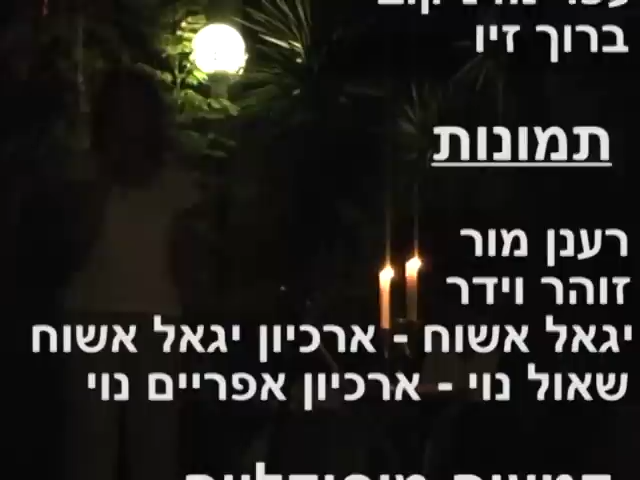 ברוך זיו
תמונות
רענן מור
זוהר וידר
יגאל אשוח - ארכיון יגאל אשוח
שאול נוי - ארכיון אפריים נוי